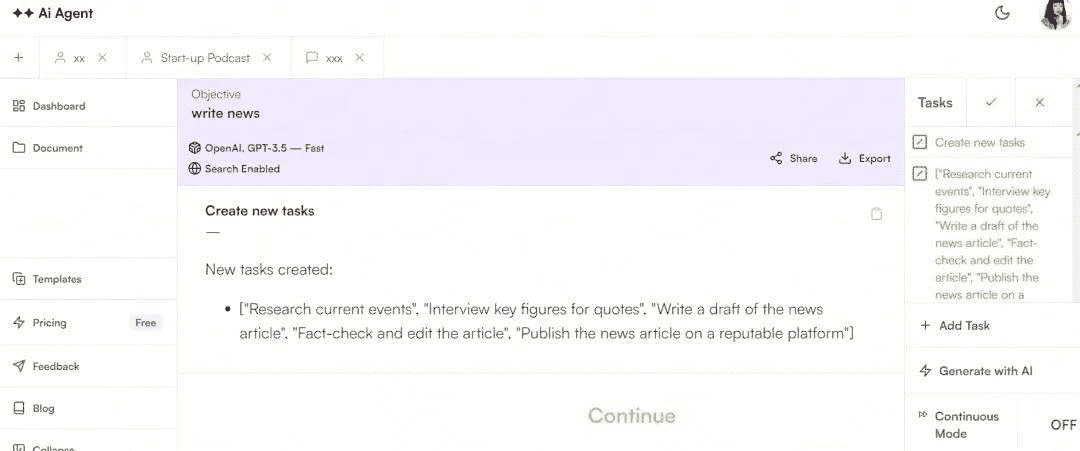 Ai Agent
xx
Start-up Podcast
xxx
Dashboard
Document
Templates
Pricing Free
Feedback
Blog
Collapse
Objective
write news
OpenAI, GPT-3.5 — Fast
Search Enabled
Share
Export
Create new tasks
—
New tasks created:
• ["Research current events", "Interview key figures for quotes", "Write a draft of the news
article", "Fact-check and edit the article", "Publish the news article on a reputable platform"]
Continue
Tasks
Create new tasks
["Research current
events", "Interview key
figures for quotes",
"Write a draft of the
news article", "Fact-
check and edit the
article", "Publish the
news article on a
Add Task
Generate with AI
Continuous
Mode
OFF